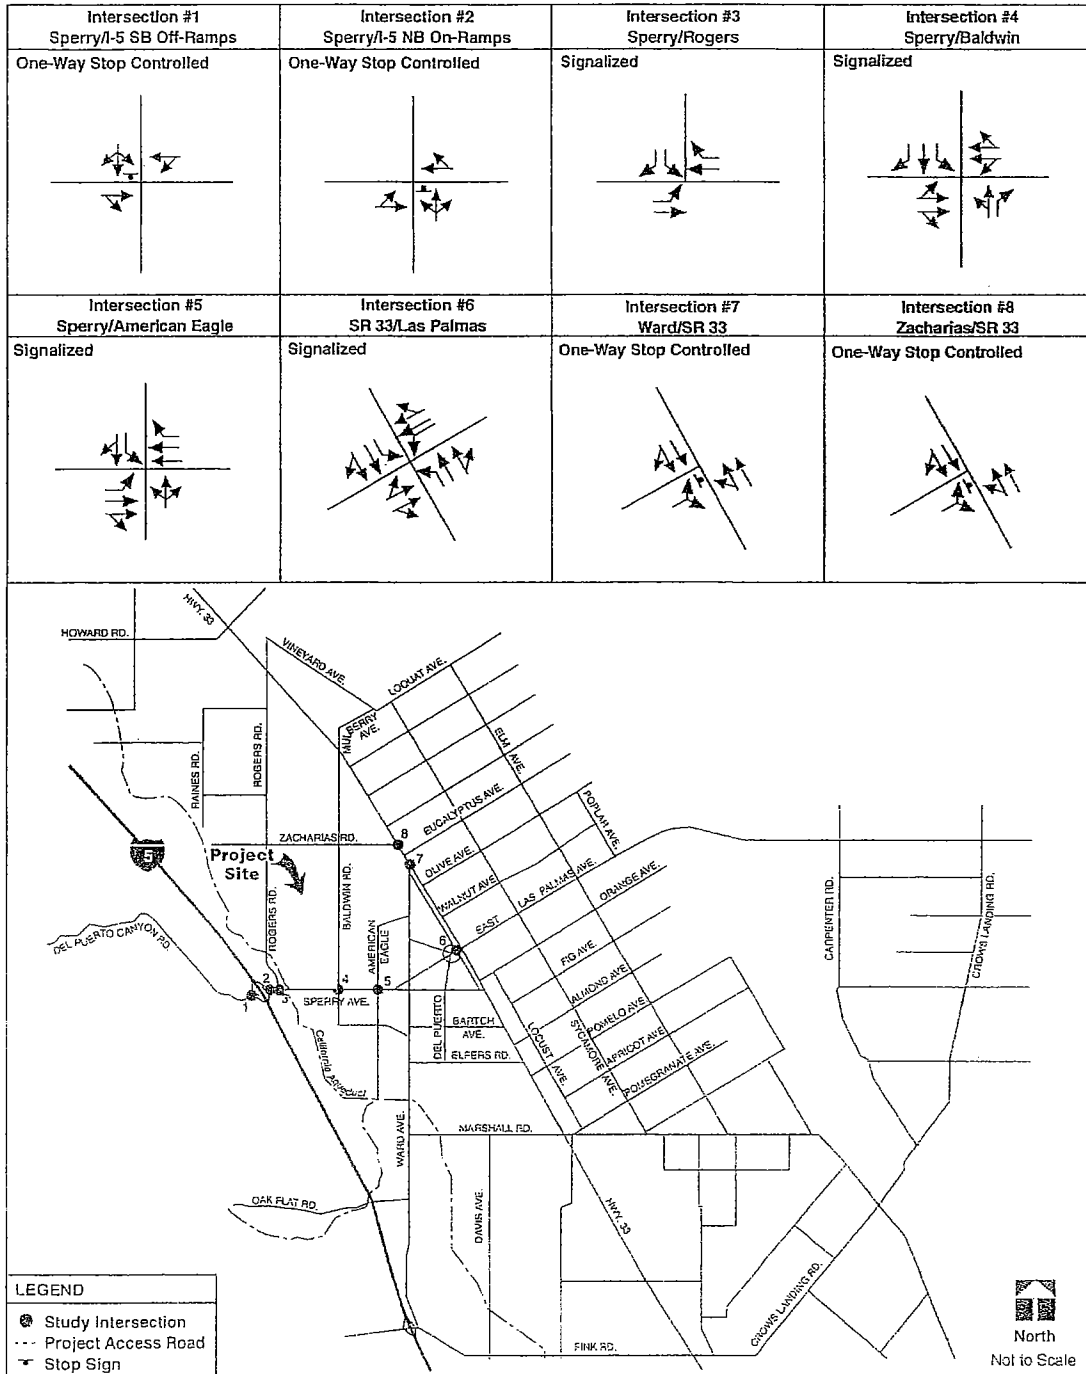 Intersection #1
Sperry/I-5 SB Off-Ramps
One-Way Stop Controlled
Intersection #2
Sperry/I-5 NB On-Ramps
One-Way Stop Controlled
Intersection #3
Sperry/Rogers
Signalized
Intersection #4
Sperry/Baldwin
Signalized
Intersection #5
Sperry/American Eagle
Signalized
Intersection #6
SR 33/Las Palmas
Signalized
Intersection #7
Ward/SR 33
One-Way Stop Controlled
Intersection #8
Zacharias/SR 33
One-Way Stop Controlled
HWY. 33
HOWARD RD.
VINEYARD AVE.
LOQUAT AVE.
MULBERRY
AVE.
ELM AVE.
RAINES RD.
ROGERS RD.
EUCALYPTUS AVE.
POPLAR AVE.
ZACHARIAS RD.
8
7
OLIVE AVE.
5
Project
Site
WALNUT AVE.
EAST LAS PALMAS AVE.
ORANGE AVE.
CARPENTER RD.
CROWS LANDING RD.
DEL PUERTO CANYON RD.
ROGERS RD.
BALDWIN RD.
AMERICAN
EAGLE
6
FIG AVE.
ALMOND AVE.
1
2
3
4
5
SPERRY AVE.
DEL PUERTO
BARTCH
AVE.
ELFERS RD.
LOCUST AVE.
SYCAMORE AVE.
POMELO AVE.
APRICOT AVE.
POMEGRANATE AVE.
California Aqueduct
WARD AVE.
MARSHALL RD.
OAK FLAT RD.
DAVIS AVE.
HWY. 33
CROWS LANDING RD.
FINK RD.
LEGEND
Study Intersection
Project Access Road
Stop Sign
North
Not to Scale